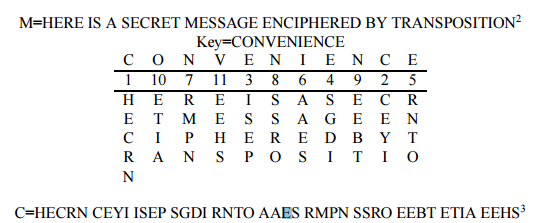 M=HERE IS A SECRET MESSAGE ENCIPHERED BY TRANSPOSITION²
Key=CONVENIENCE
C O N V E N I E N C E
1 10 7 11 3 8 6 4 9 2 5
H E R E I S A S E C R
E T M E S S A G E E N
C I P H E R E D B Y T
R A N S P O S I T I O
N
C=HECRN CEYI ISEP SGDI RNTO AAES RMPN SSRO EEBT ETIA EEHS³